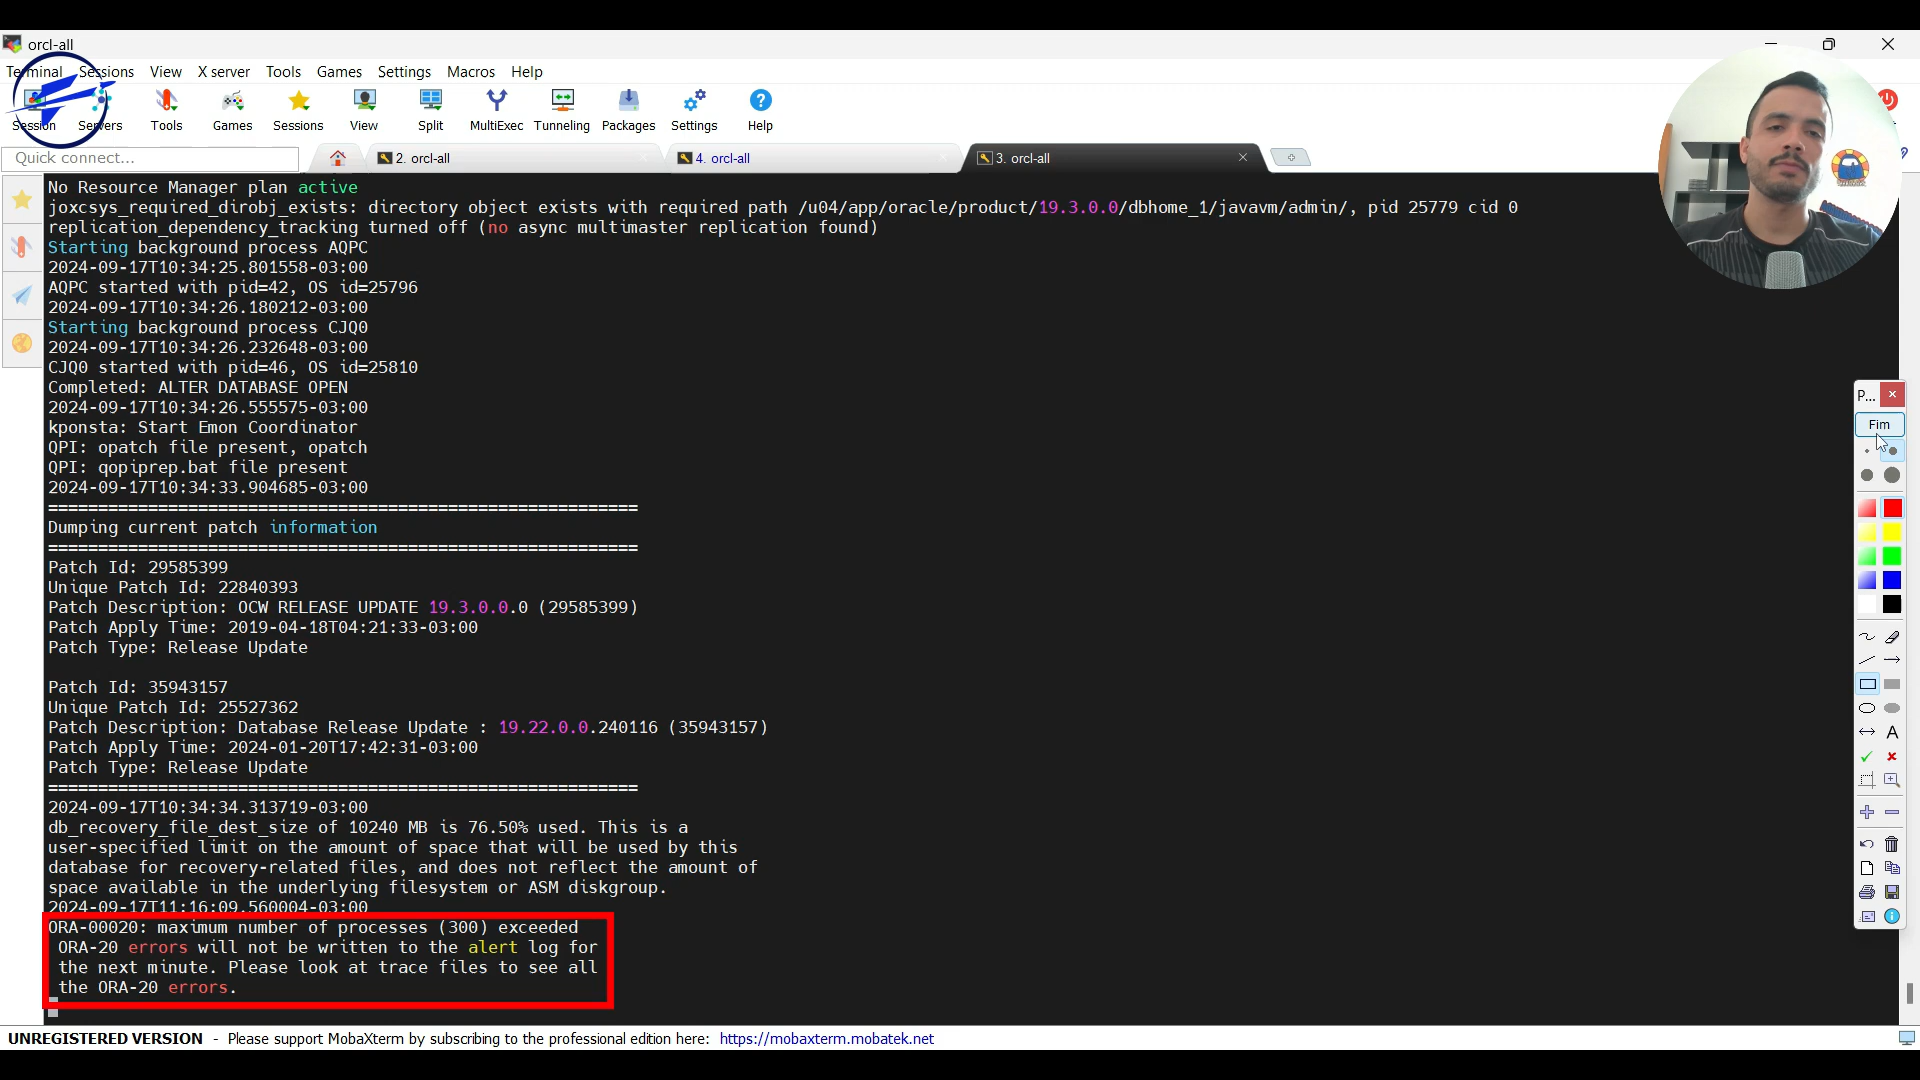 orcl-all
Terminal Sessions View X server Tools Games Settings Macros Help
Session Servers Tools Games Sessions View Split MultiExec Tunneling Packages Settings Help
Quick connect...
2. orcl-all
4. orcl-all
3. orcl-all
No Resource Manager plan active
joxcsys_required_dirobj_exists: directory object exists with required path /u04/app/oracle/product/19.3.0.0/dbhome_1/javavm/admin/, pid 25779 cid 0
replication_dependency_tracking turned off (no async multimaster replication found)
Starting background process AQPC
2024-09-17T10:34:25.801558-03:00
AQPC started with pid=42, OS id=25796
2024-09-17T10:34:26.180212-03:00
Starting background process CJQ0
2024-09-17T10:34:26.232648-03:00
CJQ0 started with pid=46, OS id=25810
Completed: ALTER DATABASE OPEN
2024-09-17T10:34:26.555575-03:00
kponsta: Start Emon Coordinator
QPI: opatch file present, opatch
QPI: qopiprep.bat file present
2024-09-17T10:34:33.904685-03:00
===========================================================
Dumping current patch information
===========================================================
Patch Id: 29585399
Unique Patch Id: 22840393
Patch Description: OCW RELEASE UPDATE 19.3.0.0.0 (29585399)
Patch Apply Time: 2019-04-18T04:21:33-03:00
Patch Type: Release Update
Patch Id: 35943157
Unique Patch Id: 25527362
Patch Description: Database Release Update : 19.22.0.0.240116 (35943157)
Patch Apply Time: 2024-01-20T17:42:31-03:00
Patch Type: Release Update
===========================================================
2024-09-17T10:34:34.313719-03:00
db_recovery_file_dest_size of 10240 MB is 76.50% used. This is a
user-specified limit on the amount of space that will be used by this
database for recovery-related files, and does not reflect the amount of
space available in the underlying filesystem or ASM diskgroup.
2024-09-17T11:16:09.560004-03:00
ORA-00020: maximum number of processes (300) exceeded
ORA-20 errors will not be written to the alert log for
the next minute. Please look at trace files to see all
the ORA-20 errors.
P...
Fim
A
UNREGISTERED VERSION - Please support MobaXterm by subscribing to the professional edition here: https://mobaxterm.mobatek.net